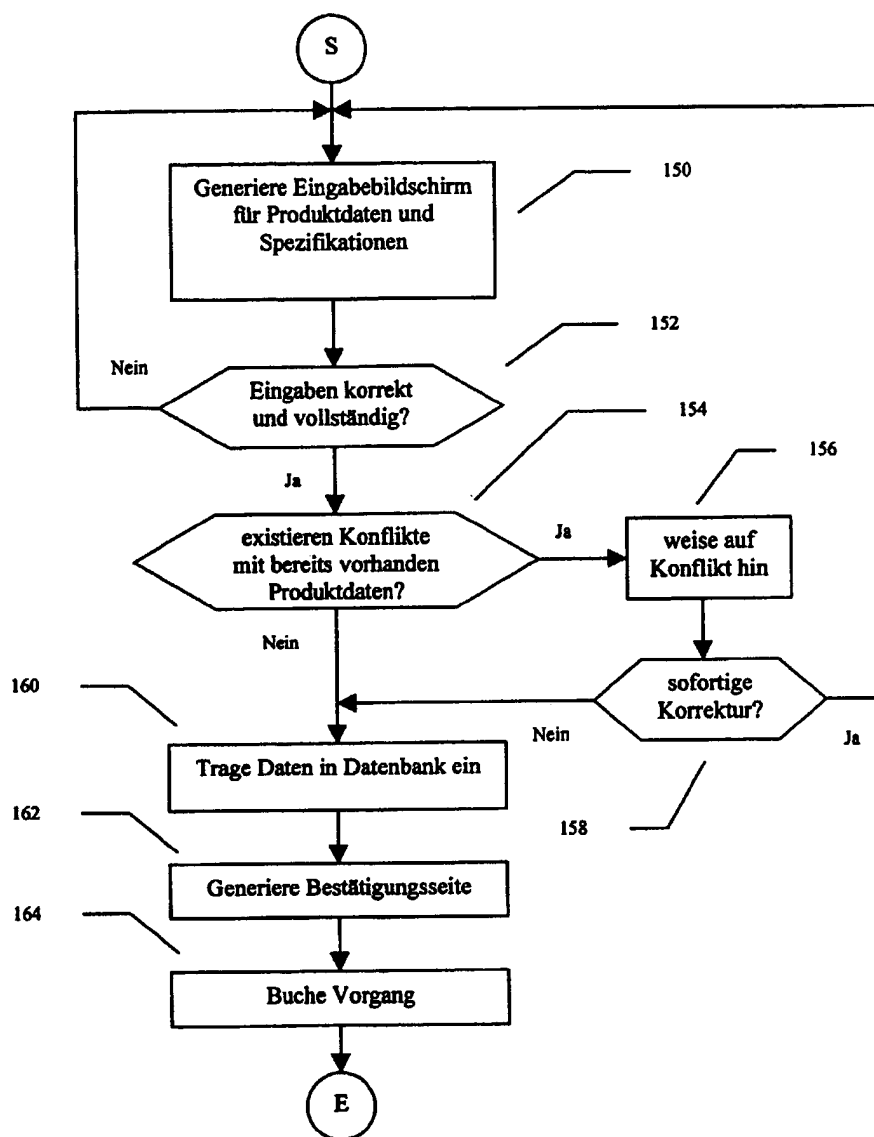 S
Generiere Eingabebildschirm
für Produktdaten und
Spezifikationen
150
152
Nein
Eingaben korrekt
und vollständig?
154
Ja
156
existieren Konflikte
mit bereits vorhanden
Produktdaten?
Ja
weise auf
Konflikt hin
Nein
160
sofortige
Korrektur?
Nein
Ja
Trage Daten in Datenbank ein
162
158
Generiere Bestätigungsseite
164
Buche Vorgang
E